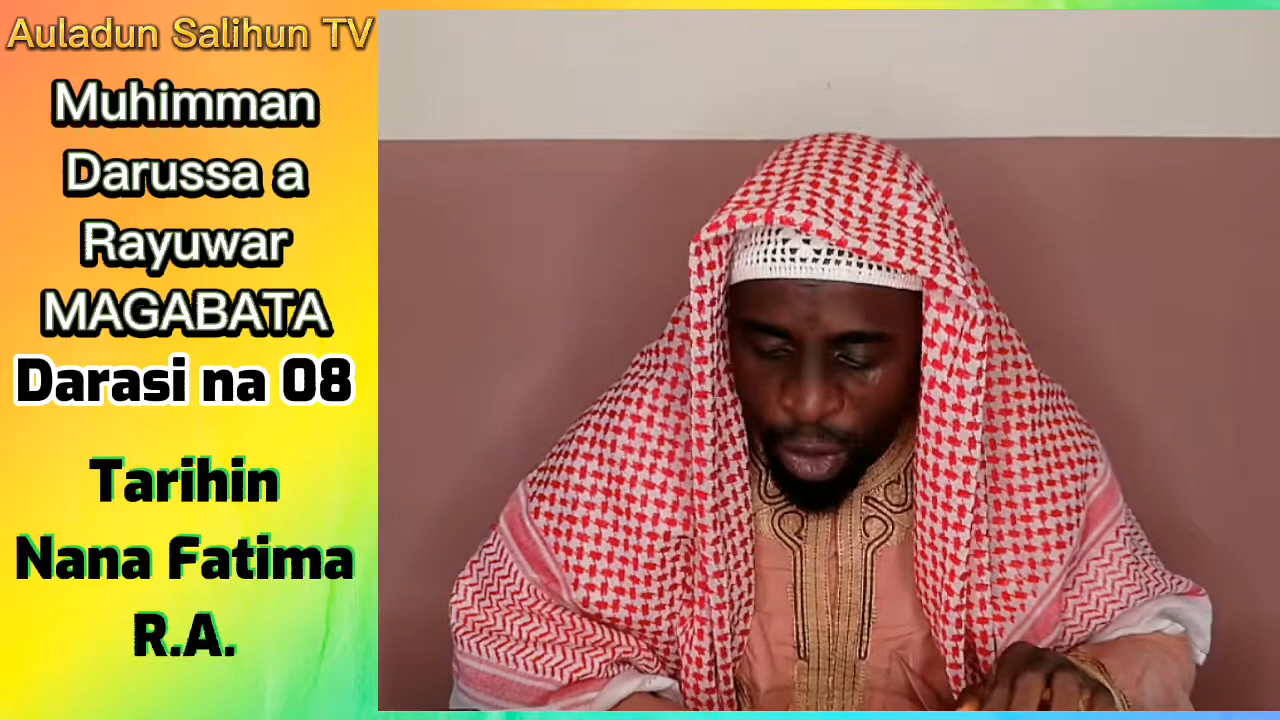 Auladun Salihun TV
Muhimman
Darussa a
Rayuwar
MAGABATA
Darasi na 08
Tarihin
Nana Fatima
R.A.